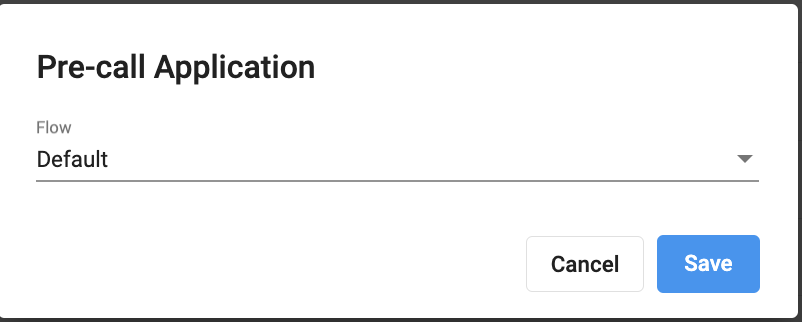 Pre-call Application
Flow
Default
Cancel
Save